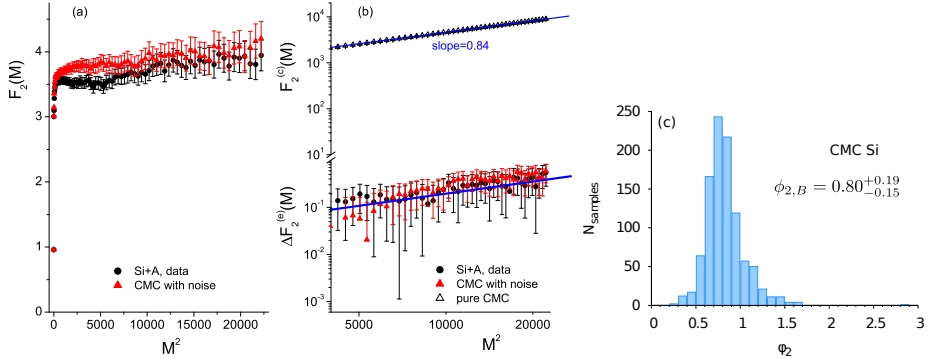 (a)
F₂(M)
4
3
2
1
0
0 5000 10000 15000 20000
M²
Si+A, data
CMC with noise
(b)
F₂⁽ᶜ⁾(M)
10⁴
10³
10²
10¹
slope=0.84
ΔF₂⁽ᵉ⁾(M)
10⁻¹
10⁻²
10⁻³
5000 10000 20000
M²
Si+A, data
CMC with noise
pure CMC
(c)
N_samples
250
200
150
100
50
0
CMC Si
ϕ₂,B = 0.80 +0.19 −0.15
0 0.5 1 1.5 2 2.5 3
φ₂